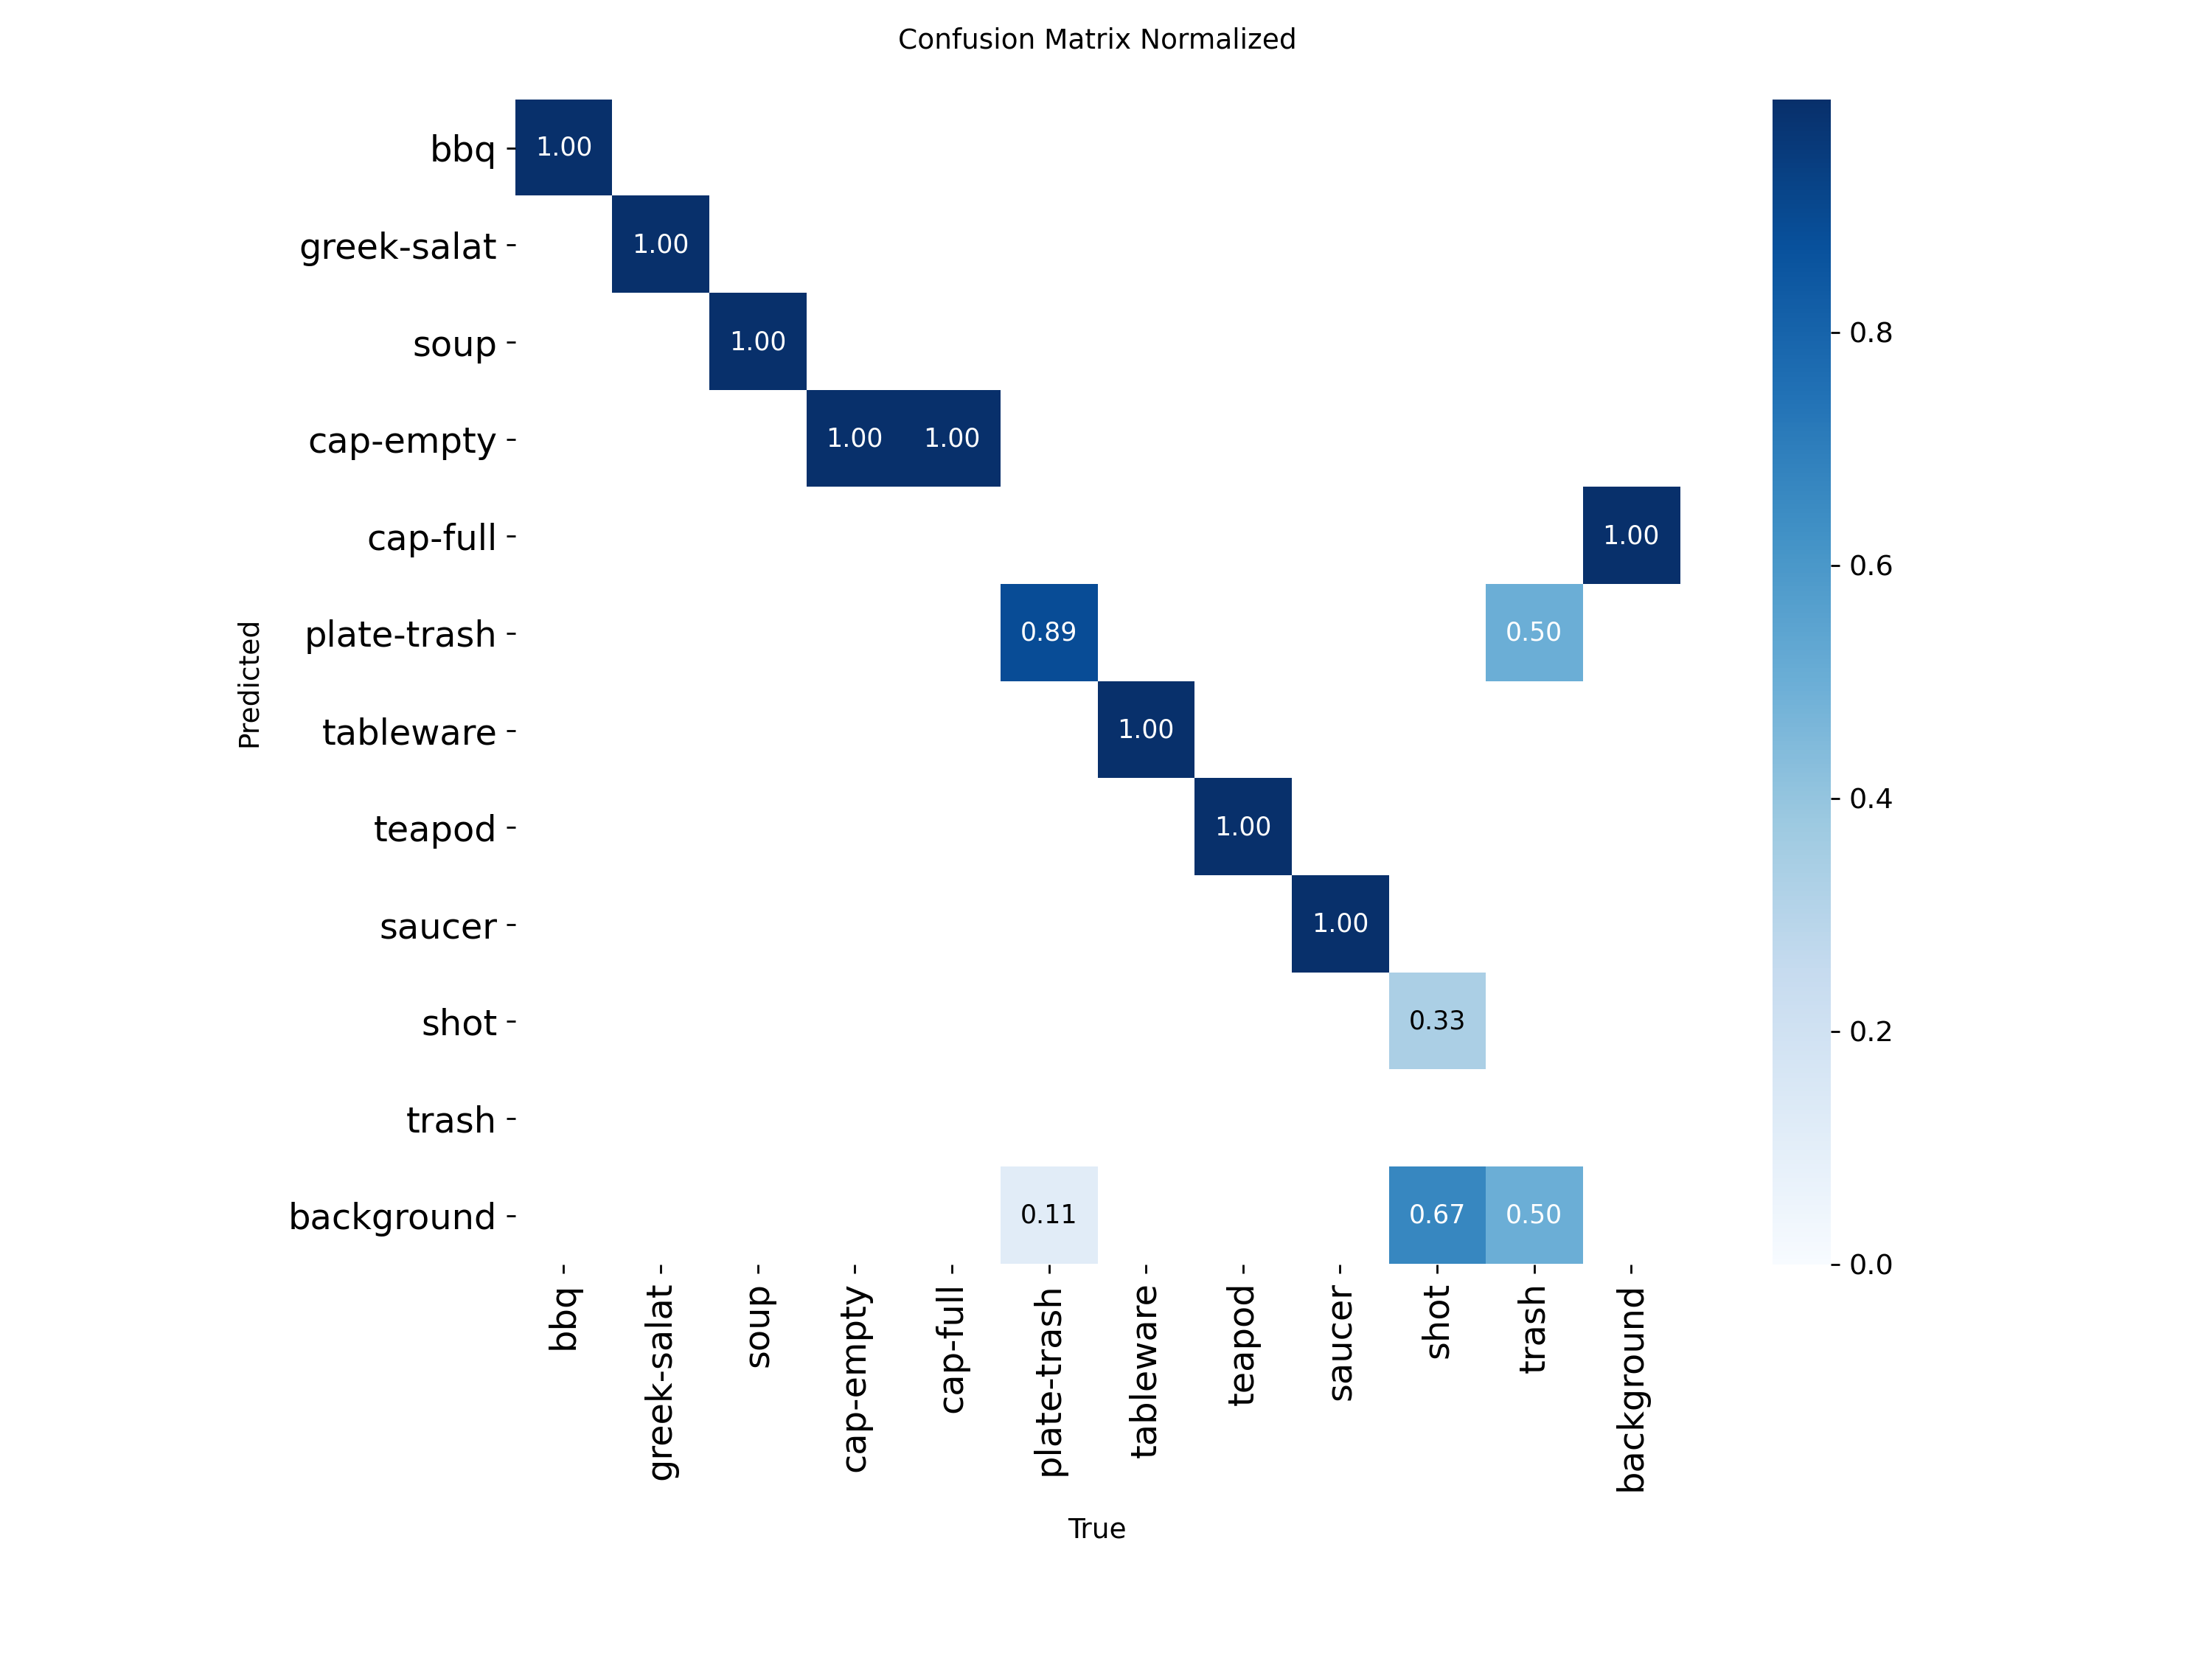 Confusion Matrix Normalized
bbq 1.00
greek-salat 1.00
soup 1.00
cap-empty 1.00 1.00
cap-full 1.00
plate-trash 0.89 0.50
tableware 1.00
teapod 1.00
saucer 1.00
shot 0.33
trash
background 0.11 0.67 0.50
Predicted
bbq
greek-salat
soup
cap-empty
cap-full
plate-trash
tableware
teapod
saucer
shot
trash
background
True
0.8
0.6
0.4
0.2
0.0